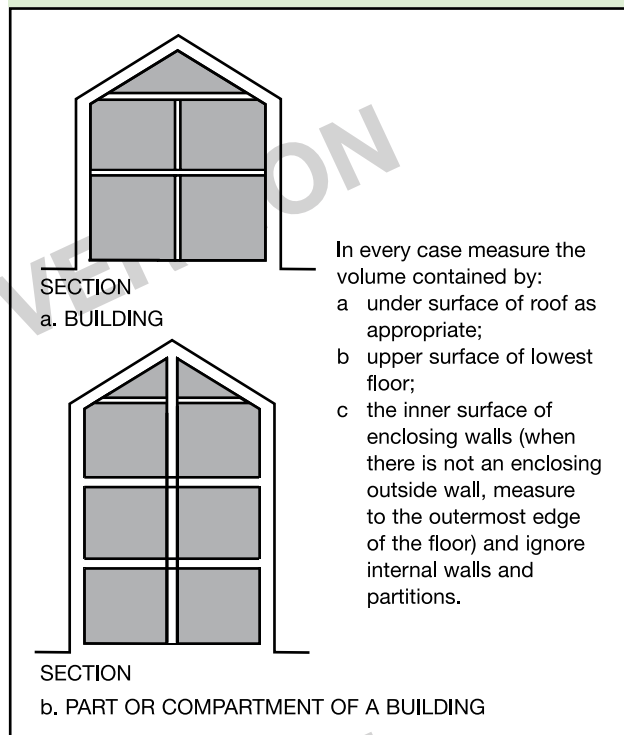 SECTION
a. BUILDING
In every case measure the
volume contained by:
a under surface of roof as
appropriate;
b upper surface of lowest
floor;
c the inner surface of
enclosing walls (when
there is not an enclosing
outside wall, measure
to the outermost edge
of the floor) and ignore
internal walls and
partitions.
SECTION
b. PART OR COMPARTMENT OF A BUILDING